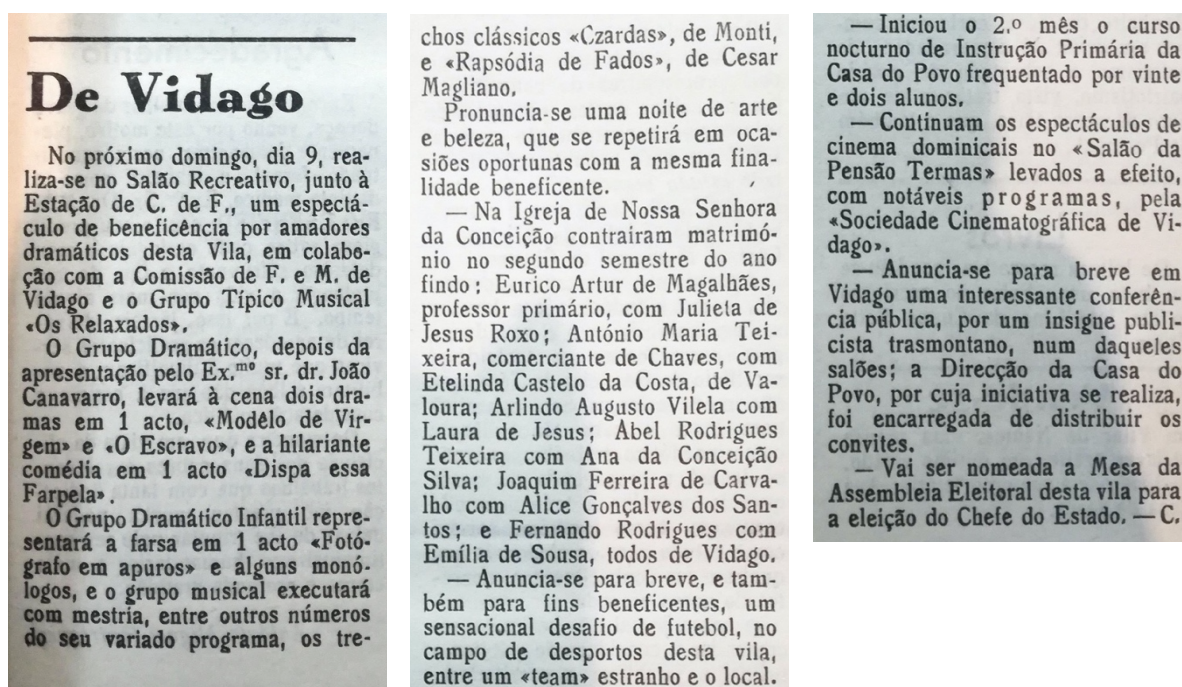 De Vidago
No próximo domingo, dia 9, rea-
liza-se no Salão Recreativo, junto à
Estação de C. de F., um espectá-
culo de beneficência por amadores
dramáticos desta Vila, em colabo-
ção com a Comissão de F. e M. de
Vidago e o Grupo Típico Musical
«Os Relaxados».
O Grupo Dramático, depois da
apresentação pelo Ex.mo sr. dr. João
Canavarro, levará à cena dois dra-
mas em 1 acto, «Modêlo de Vir-
gem» e «O Escravo», e a hilariante
comédia em 1 acto «Dispa essa
Farpela».
O Grupo Dramático Infantil repre-
sentará a farsa em 1 acto «Fotó-
grafo em apuros» e alguns monó-
logos, e o grupo musical executará
com mestria, entre outros números
do seu variado programa, os tre-
chos clássicos «Czardas», de Monti,
e «Rapsódia de Fados», de Cesar
Magliano.
Pronuncia-se uma noite de arte
e beleza, que se repetirá em oca-
siões oportunas com a mesma fina-
lidade beneficente.
— Na Igreja de Nossa Senhora
da Conceição contrairam matrimó-
nio no segundo semestre do ano
findo: Eurico Artur de Magalhães,
professor primário, com Julieta de
Jesus Roxo; António Maria Tei-
xeira, comerciante de Chaves, com
Etelinda Castelo da Costa, de Va-
loura; Arlindo Augusto Vilela com
Laura de Jesus; Abel Rodrigues
Teixeira com Ana da Conceição
Silva; Joaquim Ferreira de Carva-
lho com Alice Gonçalves dos San-
tos; e Fernando Rodrigues com
Emília de Sousa, todos de Vidago.
— Anuncia-se para breve, e tam-
bém para fins beneficentes, um
sensacional desafio de futebol, no
campo de desportos desta vila,
entre um «team» estranho e o local.
— Iniciou o 2.º mês o curso
nocturno de Instrução Primária da
Casa do Povo frequentado por vinte
e dois alunos.
— Continuam os espectáculos de
cinema dominicais no «Salão da
Pensão Termas» levados a efeito,
com notáveis programas, pela
«Sociedade Cinematográfica de Vi-
dago».
— Anuncia-se para breve em
Vidago uma interessante conferên-
cia pública, por um insigne publi-
cista trasmontano, num daqueles
salões; a Direcção da Casa do
Povo, por cuja iniciativa se realiza,
foi encarregada de distribuir os
convites.
— Vai ser nomeada a Mesa da
Assembleia Eleitoral desta vila para
a eleição do Chefe do Estado. — C.